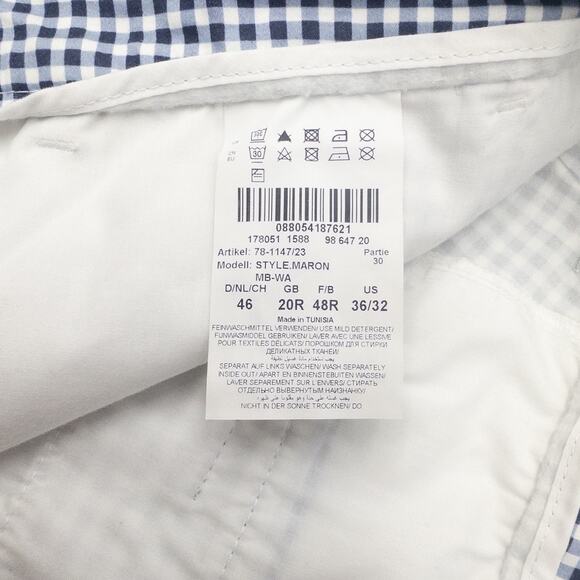 30
088054187621
178051 1588 98 647 20
Artikel: 78-1147/23 Partie
Modell: STYLE.MARON 30
MB-WA
D/NL/CH GB F/B US
46 20R 48R 36/32
Made in TUNISIA
FEINWASCHMITTEL VERWENDEN/ USE MILD DETERGENT/
FIJNWASMIDDEL GEBRUIKEN/ LAVER AVEC UNE LESSIVE
POUR TEXTILES DÉLICATS/ ПОРОШКОМ ДЛЯ СТИРКИ
ДЕЛИКАТНЫХ ТКАНЕЙ/
SEPARAT AUF LINKS WASCHEN/ WASH SEPARATELY
INSIDE OUT/ APART EN BINNENSTEBUITEN WASSEN/
LAVER SEPAREMENT SUR L'ENVERS/ СТИРАТЬ
ОТДЕЛЬНО ВЫВЕРНУТЫМ НАИЗНАНКУ/
NICHT IN DER SONNE TROCKNEN/ DO